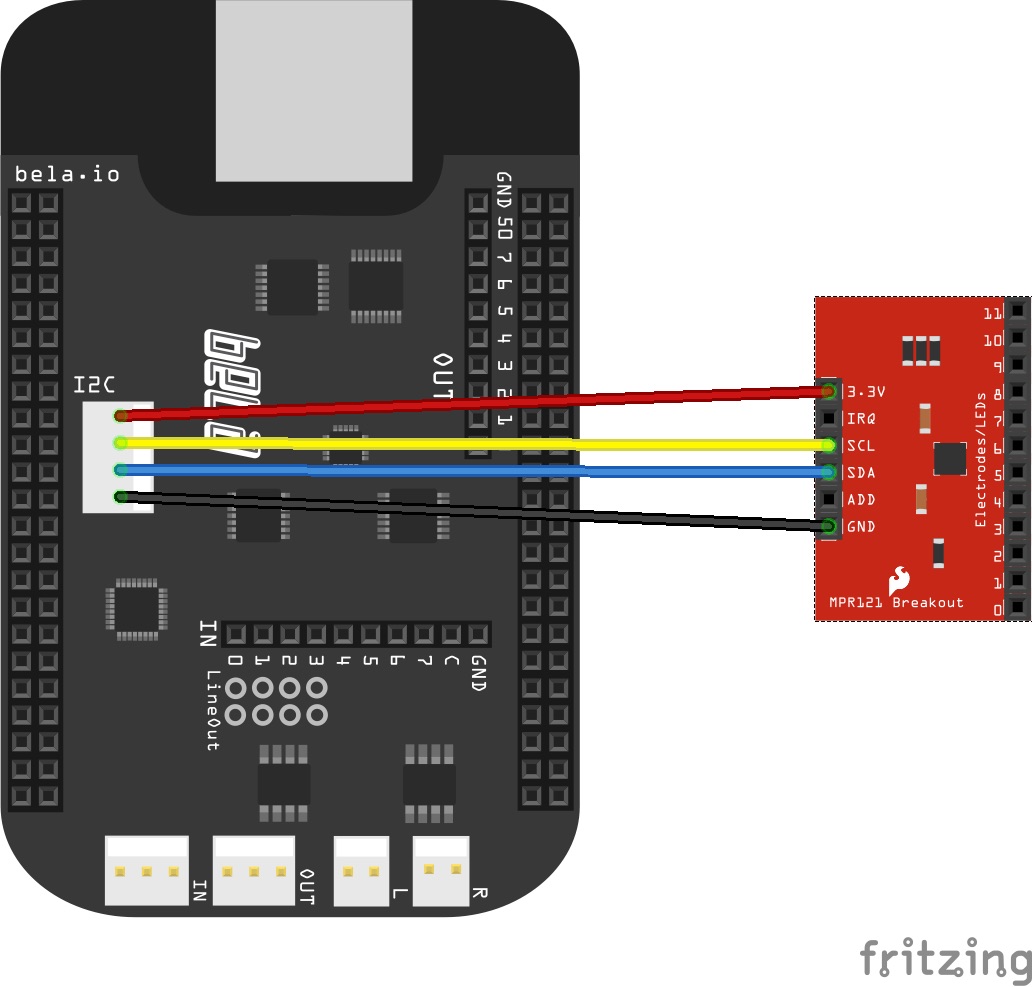 bela.io
GND
50
7
6
5
4
3
2
1
OUT
bela
I2C
IN
0
1
2
3
4
5
6
7
C
GND
LineOut
IN
OUT
L
R
11
10
9
8
7
6
5
4
3
2
1
0
3.3V
IRQ
SCL
SDA
ADD
GND
Electrodes/LEDs
MPR121 Breakout
fritzing